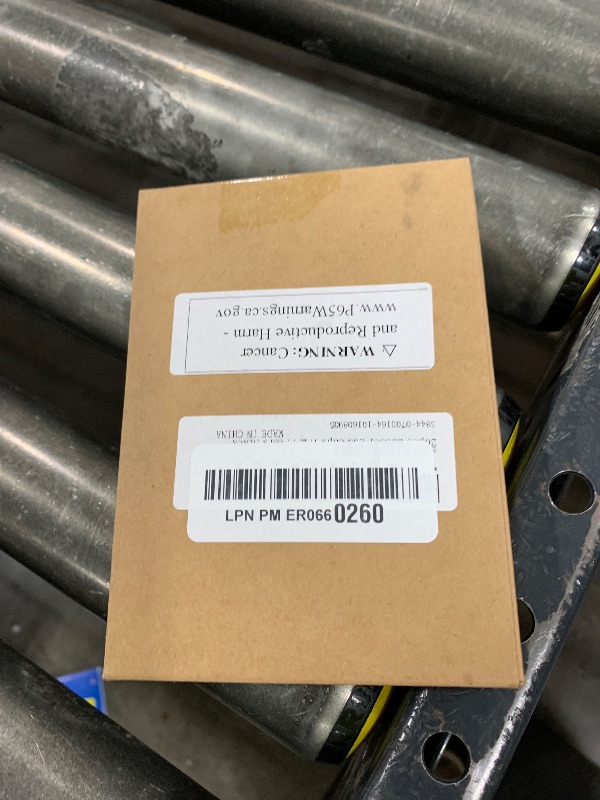 ⚠ WARNING: Cancer
and Reproductive Harm -
www.P65Warnings.ca.gov
MADE IN CHINA
LPN PM ER0660260